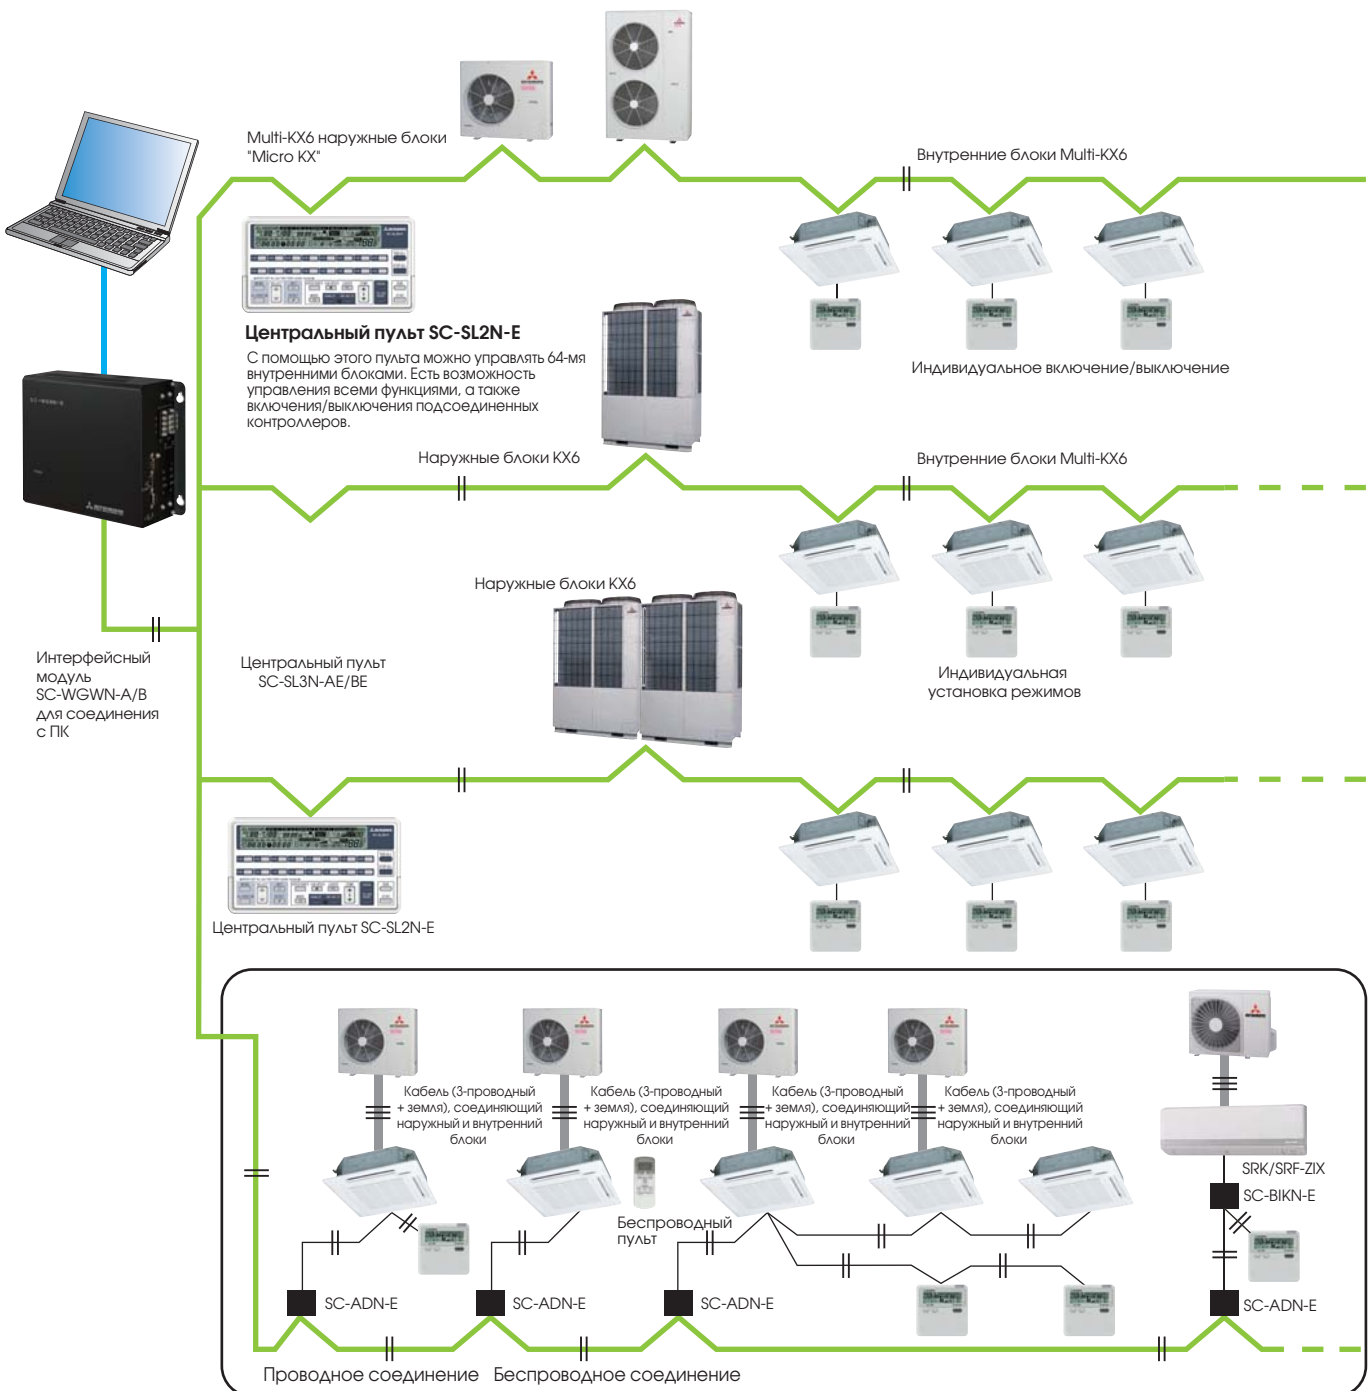 Multi-KX6 наружные блоки
"Micro KX"
Внутренние блоки Multi-KX6
Центральный пульт SC-SL2N-E
С помощью этого пульта можно управлять 64-мя
внутренними блоками. Есть возможность
управления всеми функциями, а также
включения/выключения подсоединенных
контроллеров.
Индивидуальное включение/выключение
SC-WGWN-B
Наружные блоки KX6
Внутренние блоки Multi-KX6
Наружные блоки KX6
Интерфейсный
модуль
SC-WGWN-A/B
для соединения
с ПК
Центральный пульт
SC-SL3N-AE/BE
Индивидуальная
установка режимов
Центральный пульт SC-SL2N-E
Кабель (3-проводный
+ земля), соединяющий
наружный и внутренний
блоки
Кабель (3-проводный
+ земля), соединяющий
наружный и внутренний
блоки
Кабель (3-проводный
+ земля), соединяющий
наружный и внутренний
блоки
Кабель (3-проводный
+ земля), соединяющий
наружный и внутренний
блоки
SRK/SRF-ZIX
SC-BIKN-E
Беспроводный
пульт
SC-ADN-E
SC-ADN-E
SC-ADN-E
SC-ADN-E
Проводное соединение
Беспроводное соединение